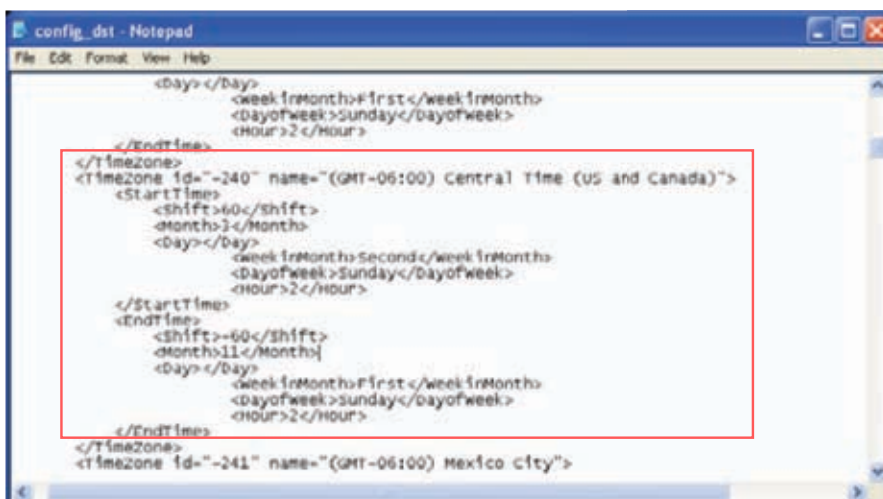 config_dst - Notepad
File Edit Format View Help
<Day></Day>
<WeekinMonth>First</WeekinMonth>
<DayofWeek>Sunday</DayofWeek>
<Hour>2</Hour>
</EndTime>
</TimeZone>
<TimeZone id="-240" name="(GMT-06:00) Central Time (US and Canada)">
<StartTime>
<Shift>60</Shift>
<Month>3</Month>
<Day></Day>
<WeekinMonth>Second</WeekinMonth>
<DayofWeek>Sunday</DayofWeek>
<Hour>2</Hour>
</StartTime>
<EndTime>
<Shift>-60</Shift>
<Month>11</Month>
<Day></Day>
<WeekinMonth>First</WeekinMonth>
<DayofWeek>Sunday</DayofWeek>
<Hour>2</Hour>
</EndTime>
</TimeZone>
<TimeZone id="-241" name="(GMT-06:00) Mexico City">